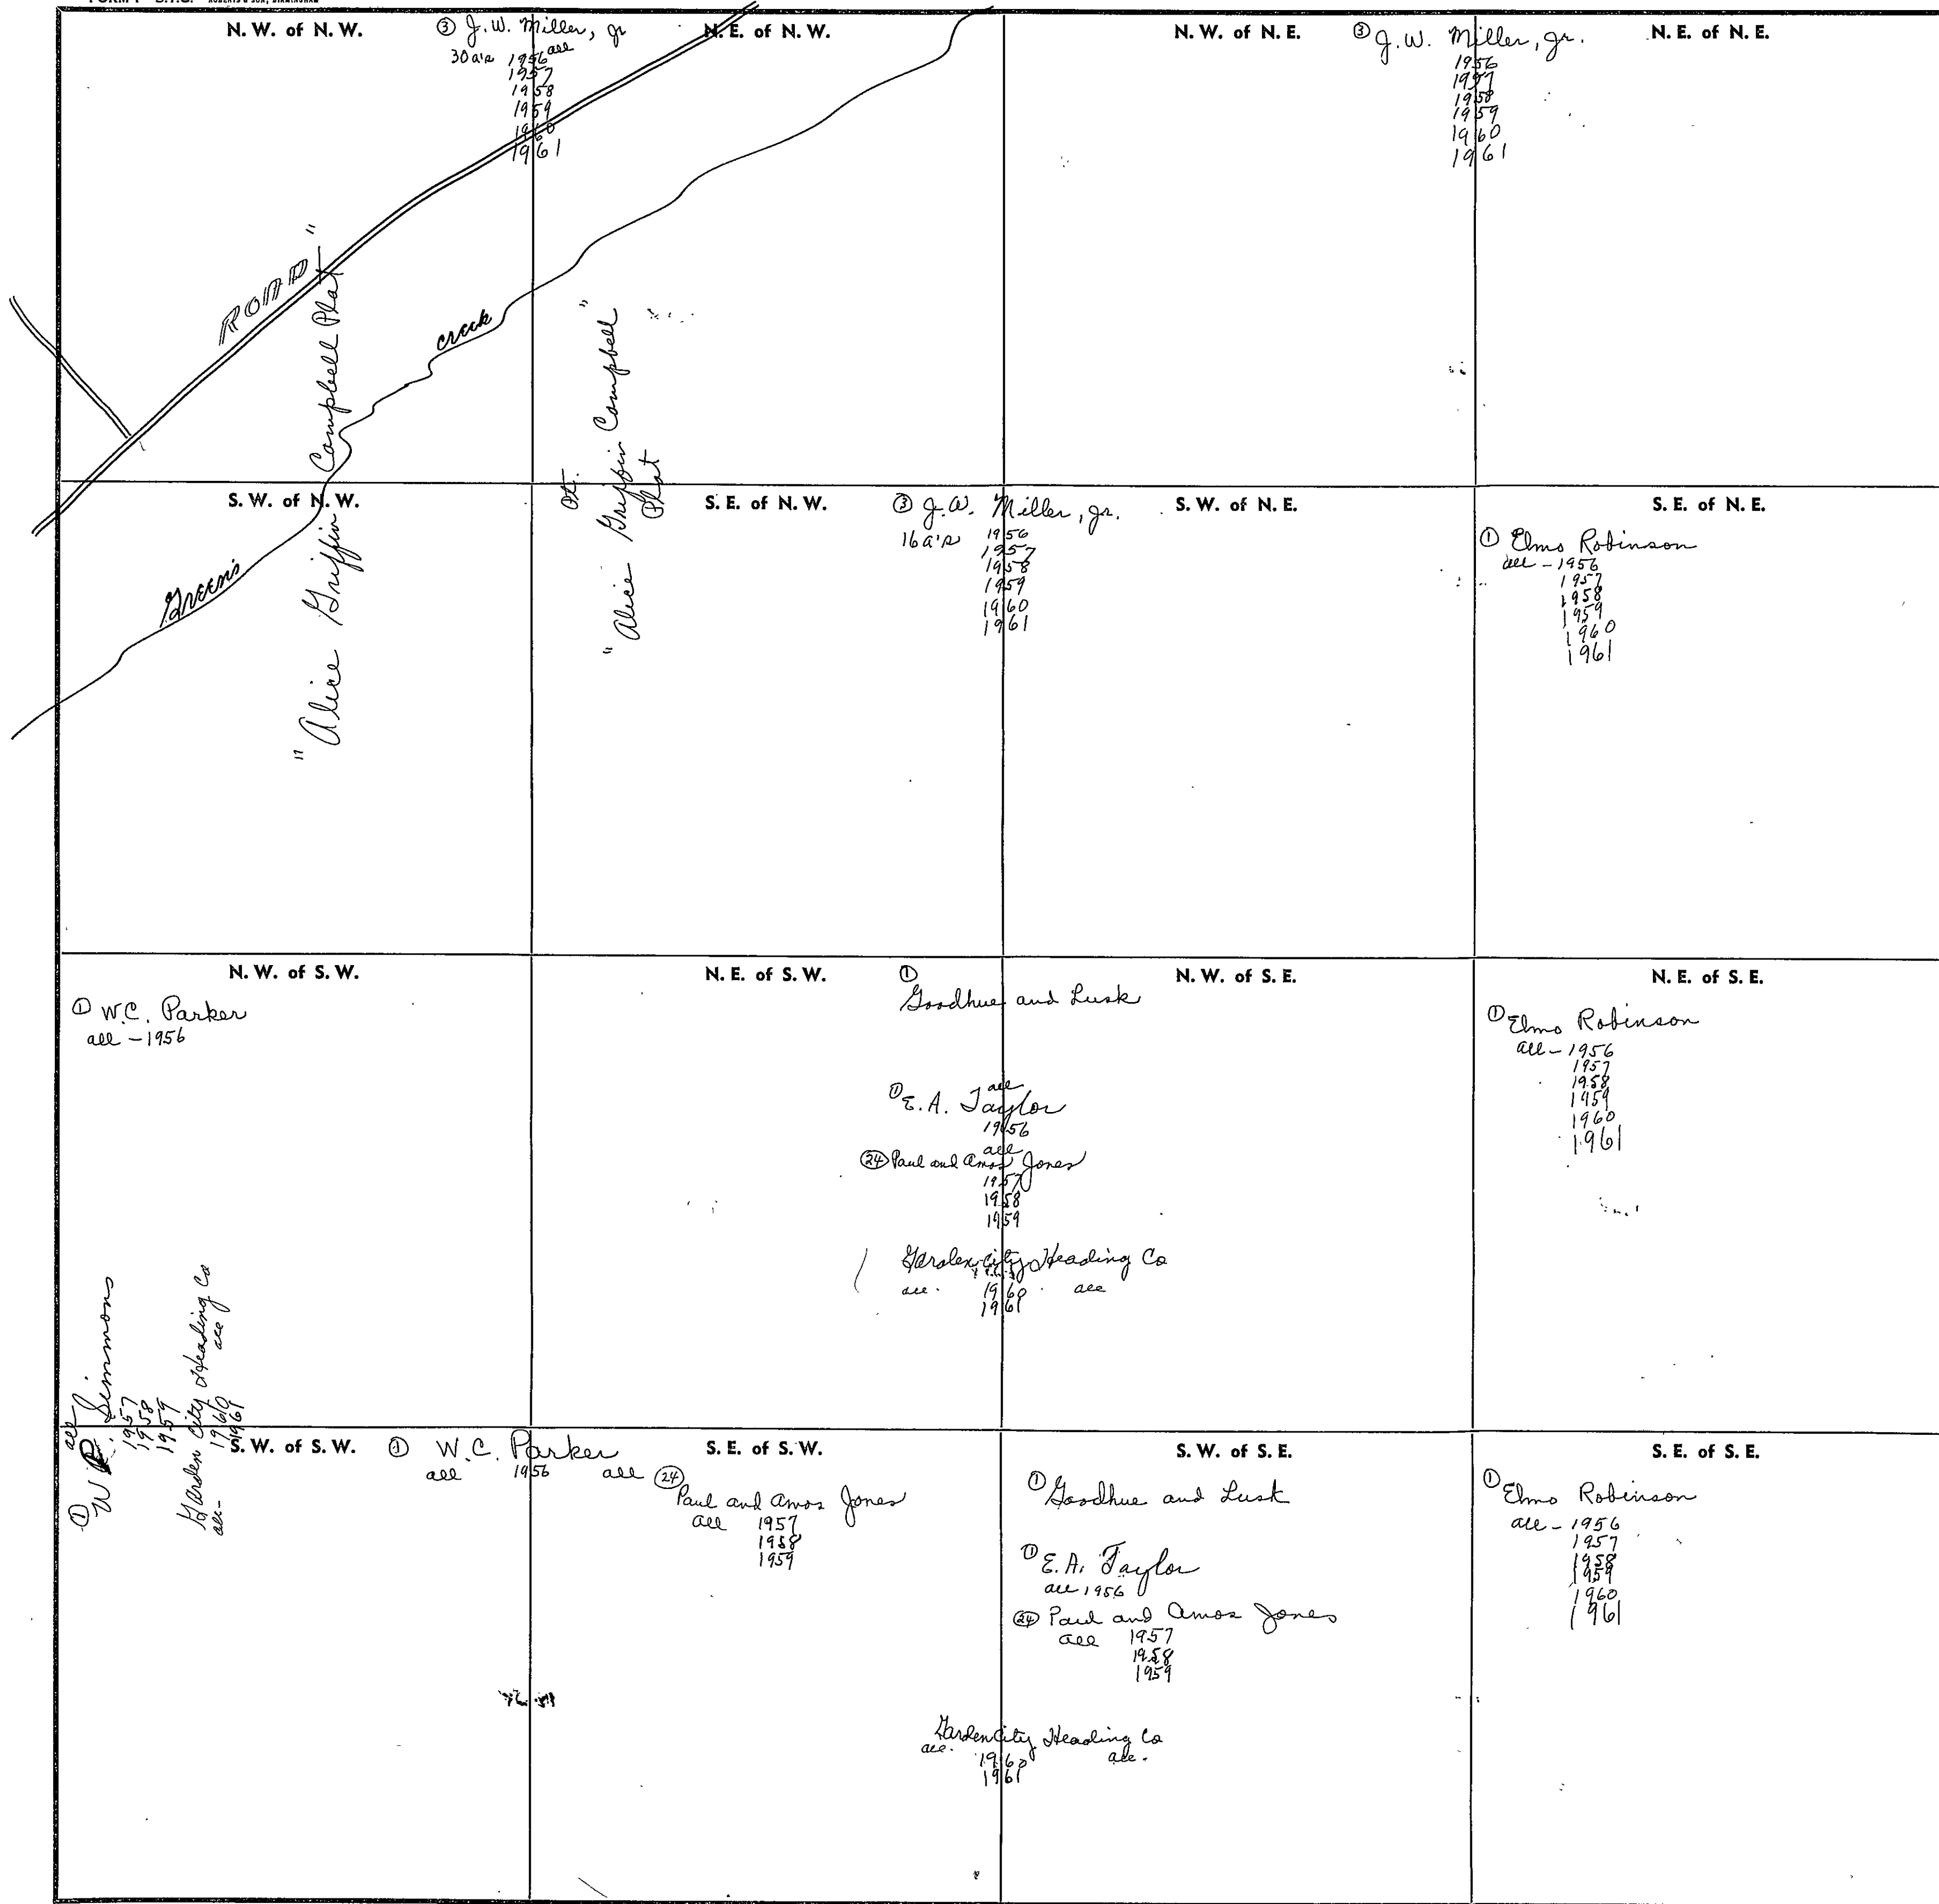 ROBERTS & SON, BIRMINGHAM
N. W. of N. W.
③ J. W. Miller, Jr
30 a's 1956 all
1957
1958
1959
1960
1961
N. E. of N. W.
N. W. of N. E.
③ J. W. Miller, Jr.
1956
1957
1958
1959
1960
1961
N. E. of N. E.
ROAD
creek
Green's
"Alice Griffin Campbell Plat"
pt.
"Alice Griffin Campbell"
Plat
S. W. of N. W.
S. E. of N. W.
③ J. W. Miller, Jr.
16 a's 1956
1957
1958
1959
1960
1961
S. W. of N. E.
S. E. of N. E.
① Elmo Robinson
all - 1956
1957
1958
1959
1960
1961
N. W. of S. W.
① W.C. Parker
all - 1956
N. E. of S. W.
①
Goodhue and Lusk
all
① E. A. Taylor
1956
all
㉔ Paul and Amos Jones
1957
1958
1959
Garden City Heading Co
all. 1960 all
1961
N. W. of S. E.
N. E. of S. E.
① Elmo Robinson
all - 1956
1957
1958
1959
1960
1961
all
① W R Simmons
1957
1958
1959
Garden City Heading Co
all - 1960 all
1961
S. W. of S. W.
① W. C. Parker
all 1956 all
S. E. of S. W.
㉔
Paul and Amos Jones
all 1957
1958
1959
S. W. of S. E.
① Goodhue and Lusk
① E. A. Taylor
all 1956
㉔ Paul and Amos Jones
all 1957
1958
1959
Garden City Heading Co
all. 1960 all.
1961
S. E. of S. E.
① Elmo Robinson
all - 1956
1957
1958
1959
1960
1961